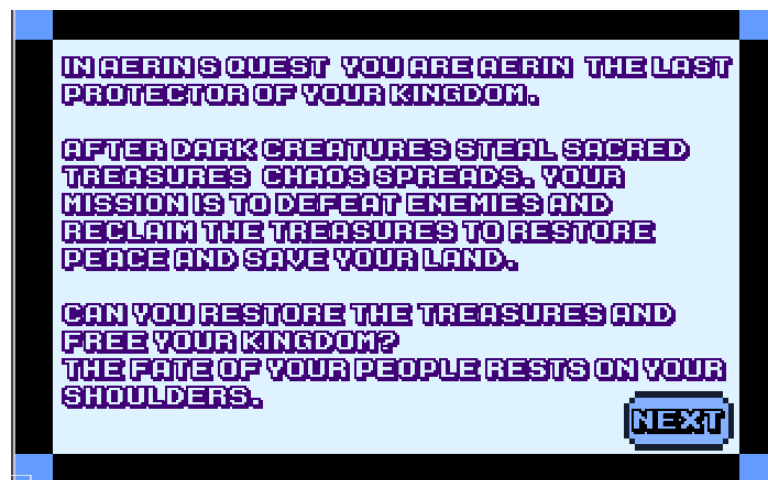 IN AERIN S QUEST YOU ARE AERIN THE LAST
PROTECTOR OF YOUR KINGDOM.
AFTER DARK CREATURES STEAL SACRED
TREASURES CHAOS SPREADS. YOUR
MISSION IS TO DEFEAT ENEMIES AND
RECLAIM THE TREASURES TO RESTORE
PEACE AND SAVE YOUR LAND.
CAN YOU RESTORE THE TREASURES AND
FREE YOUR KINGDOM?
THE FATE OF YOUR PEOPLE RESTS ON YOUR
SHOULDERS.
NEXT